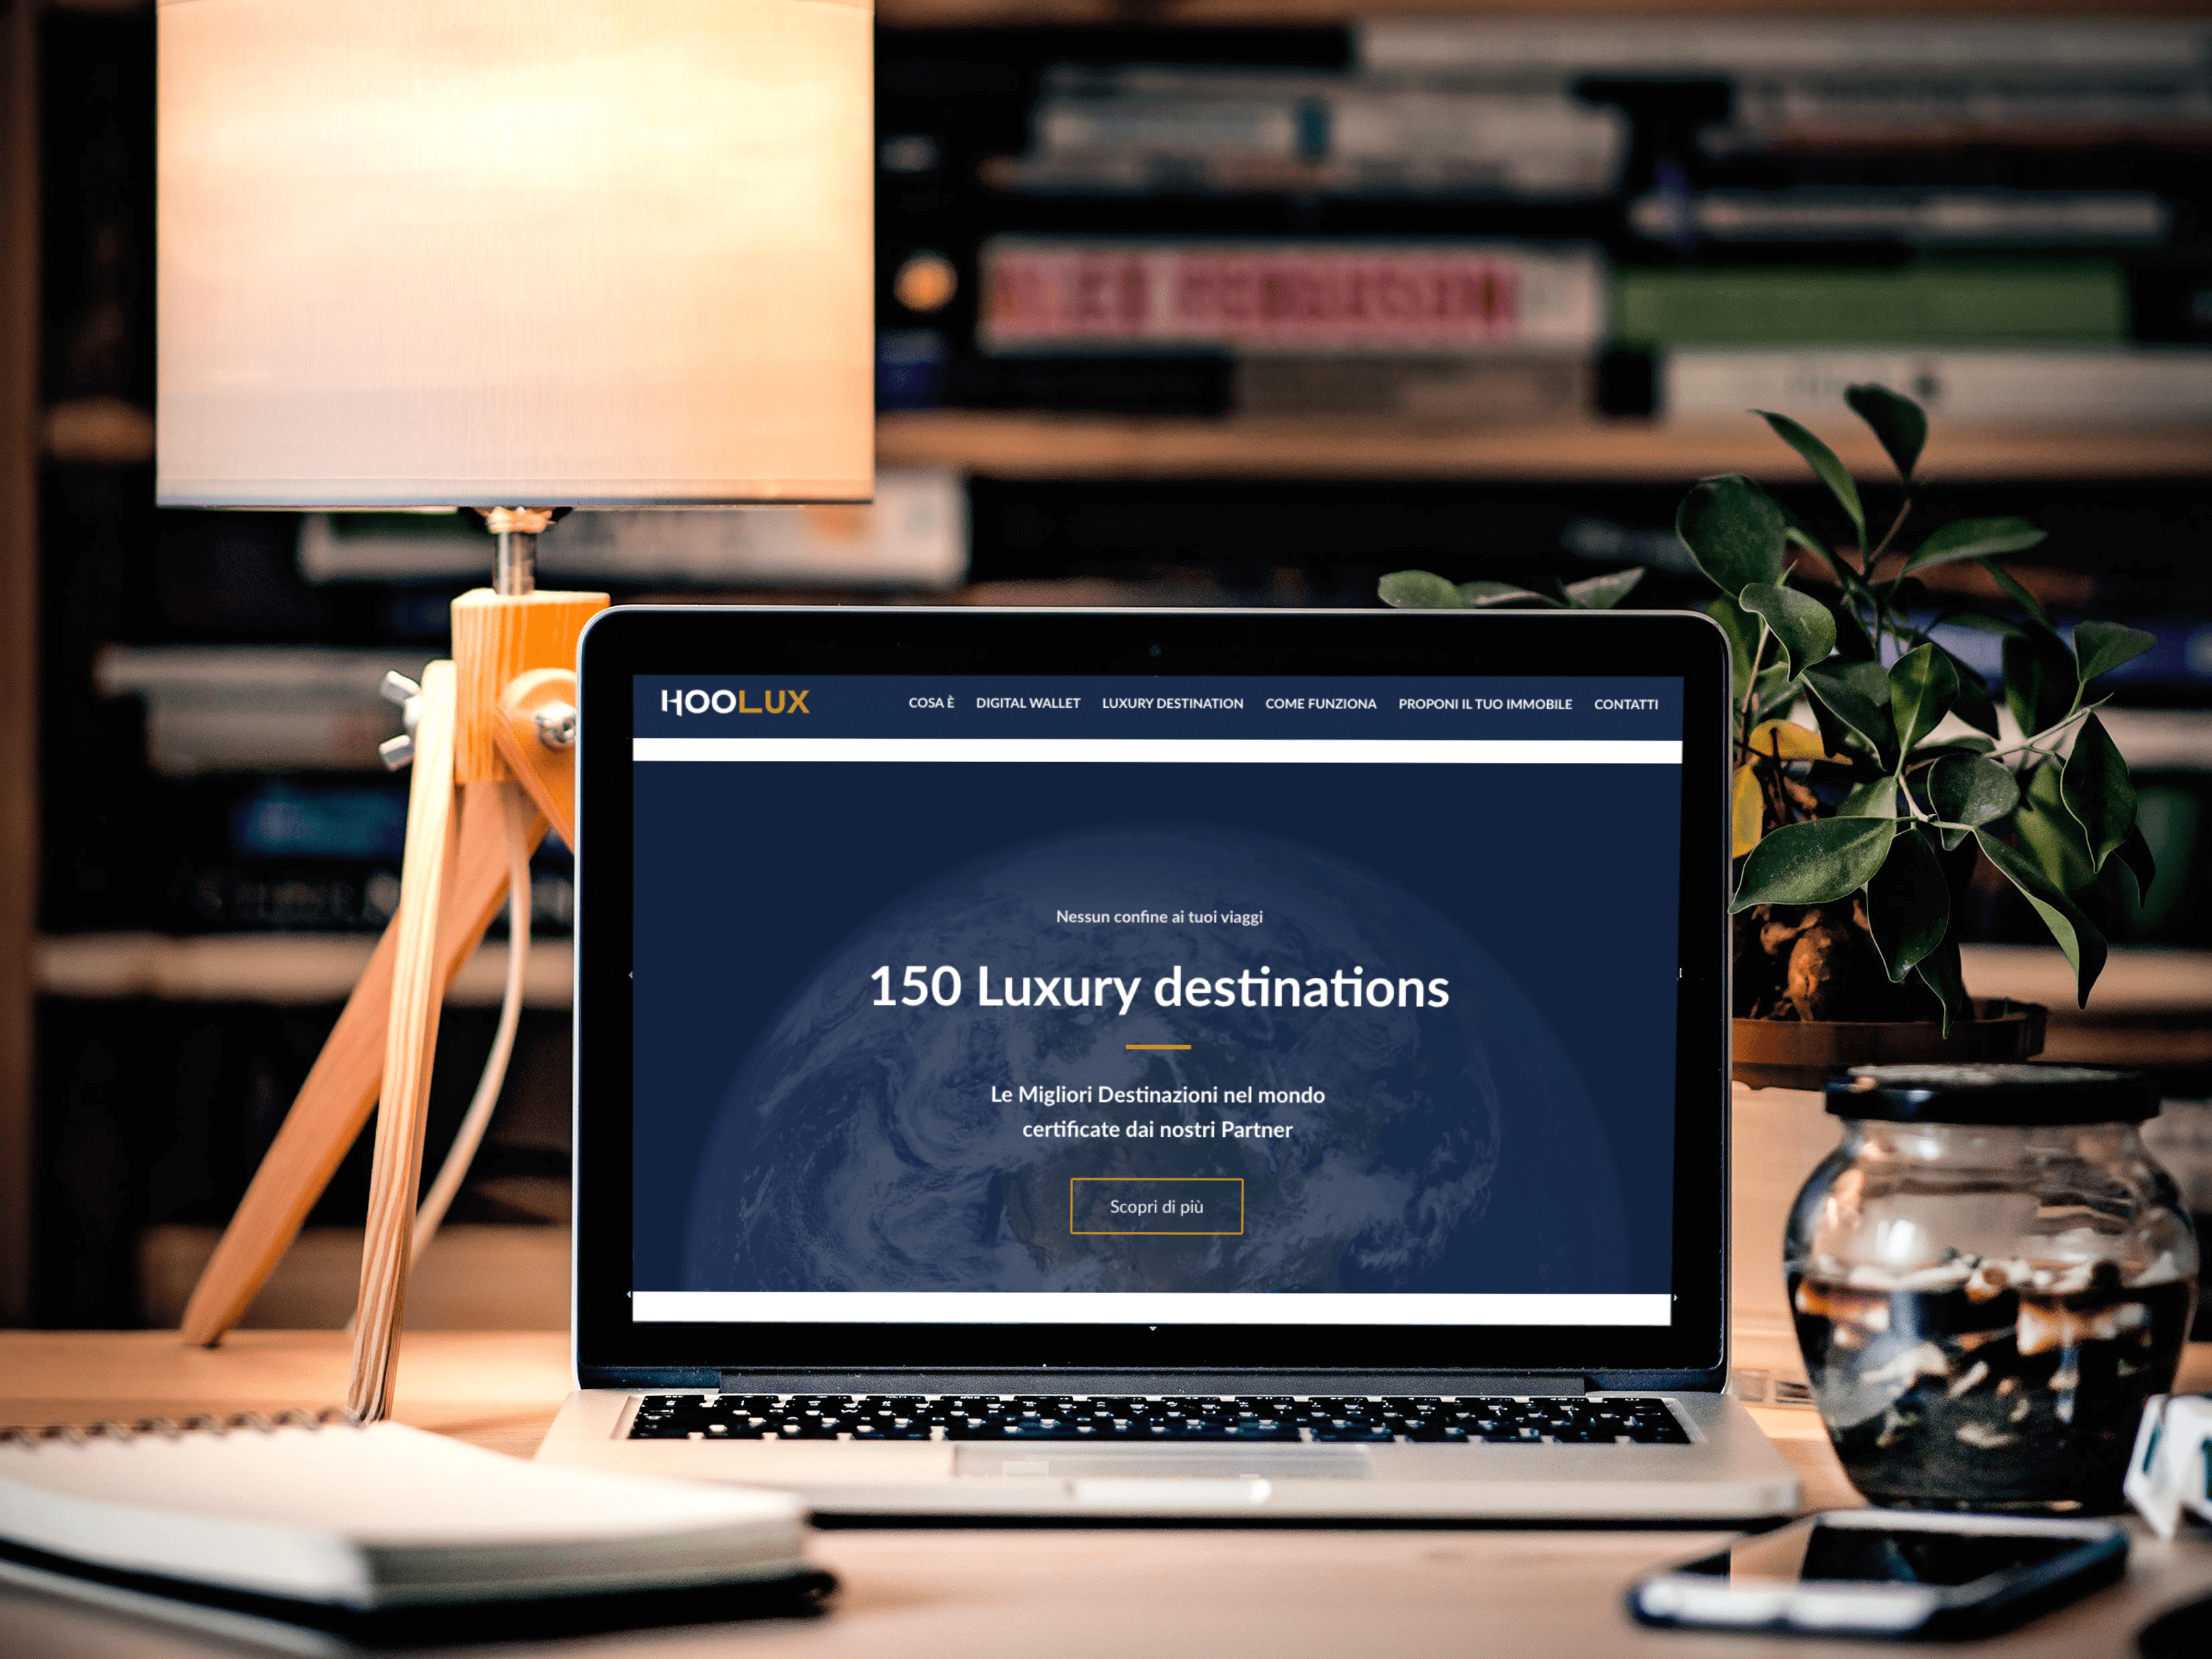 HOOLUX
COSA È DIGITAL WALLET LUXURY DESTINATION COME FUNZIONA PROPONI IL TUO IMMOBILE CONTATTI
Nessun confine ai tuoi viaggi
150 Luxury destinations
Le Migliori Destinazioni nel mondo
certificate dai nostri Partner
Scopri di più